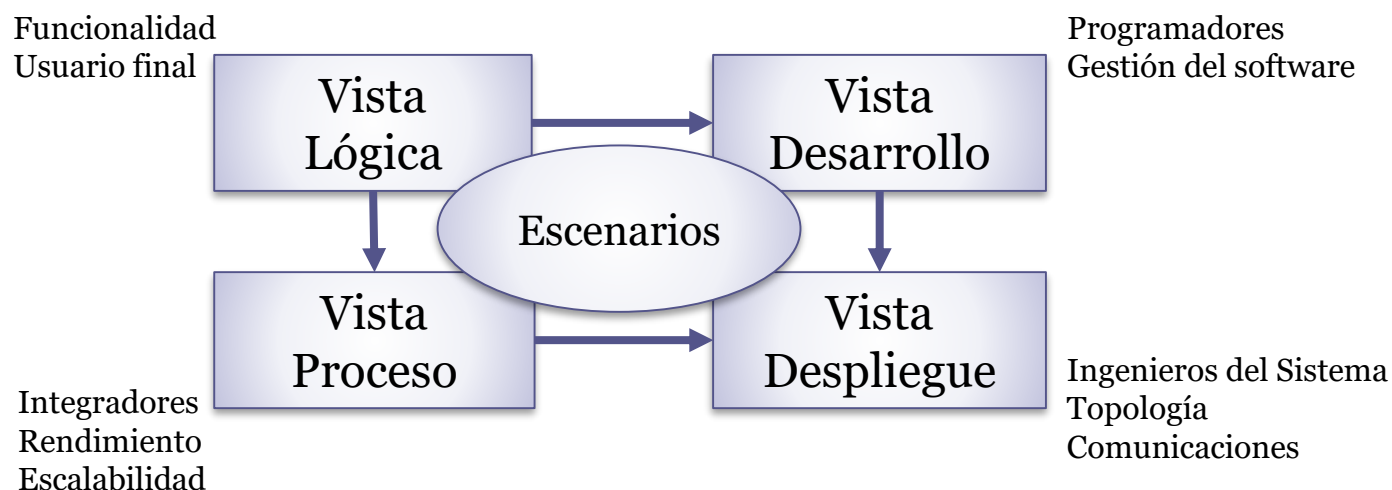 Funcionalidad
Usuario final
Vista
Lógica
Vista
Desarrollo
Programadores
Gestión del software
Escenarios
Vista
Proceso
Vista
Despliegue
Integradores
Rendimiento
Escalabilidad
Ingenieros del Sistema
Topología
Comunicaciones